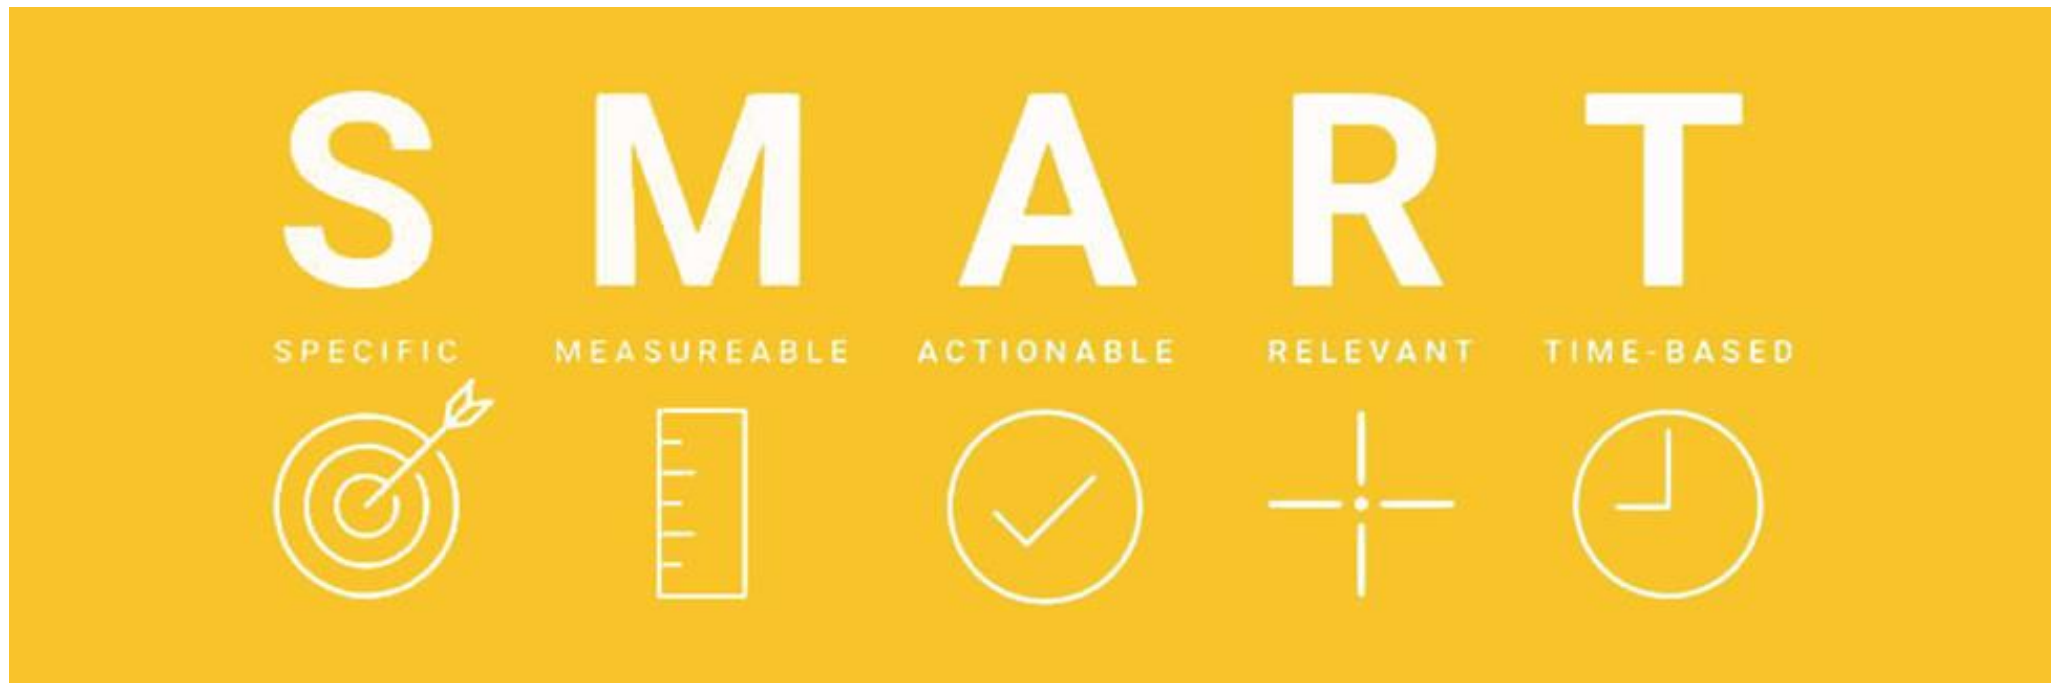 S M A R T
SPECIFIC MEASUREABLE ACTIONABLE RELEVANT TIME-BASED